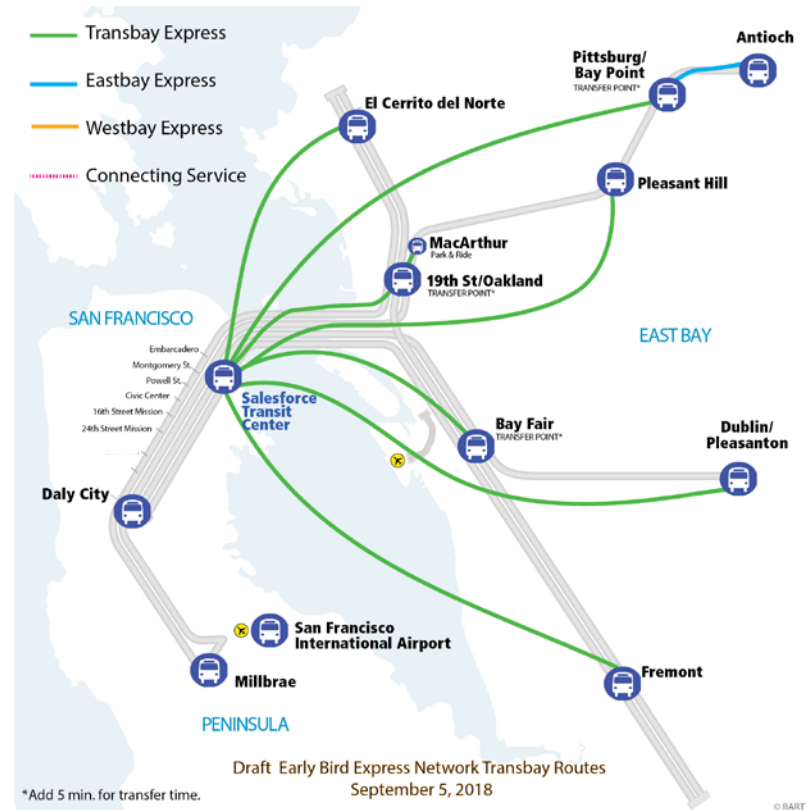 Transbay Express
Eastbay Express
Westbay Express
Connecting Service
Antioch
Pittsburg/
Bay Point
TRANSFER POINT*
El Cerrito del Norte
Pleasant Hill
MacArthur
Park & Ride
19th St/Oakland
TRANSFER POINT*
SAN FRANCISCO
EAST BAY
Embarcadero
Montgomery St.
Powell St.
Civic Center
16th Street Mission
24th Street Mission
Salesforce
Transit
Center
Bay Fair
TRANSFER POINT*
Dublin/
Pleasanton
Daly City
San Francisco
International Airport
Millbrae
Fremont
PENINSULA
Draft Early Bird Express Network Transbay Routes
September 5, 2018
*Add 5 min. for transfer time.
© BART